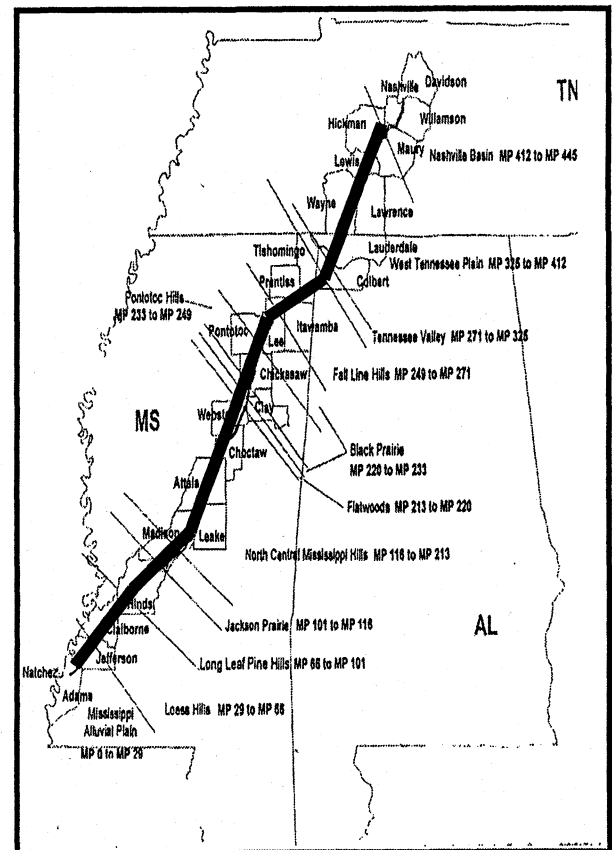 Davidson
Nashville
TN
Williamson
Hickman
Maury
Nashville Basin MP 412 to MP 445
Lewis
Wayne
Lawrence
Lauderdale
Tishomingo
West Tennessee Plain MP 325 to MP 412
Colbert
Prentiss
Pontotoc Hills
MP 233 to MP 249
Itawamba
Pontotoc
Tennessee Valley MP 271 to MP 325
Lee
Chickasaw
Fall Line Hills MP 249 to MP 271
MS
Webst
Clay
Choctaw
Black Prairie
MP 220 to MP 233
Attala
Flatwoods MP 213 to MP 220
Madison
Leake
North Central Mississippi Hills MP 116 to MP 213
Hinds
Jackson Prairie MP 101 to MP 116
AL
Claiborne
Jefferson
Long Leaf Pine Hills MP 66 to MP 101
Natchez
Adams
Loess Hills MP 29 to MP 66
Mississippi
Alluvial Plain
MP 0 to MP 29